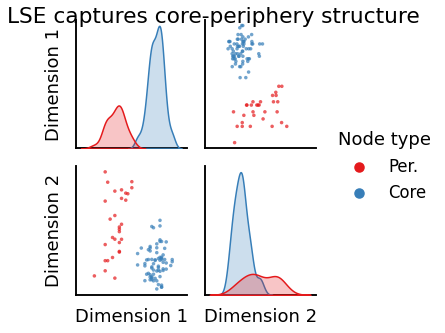 LSE captures core-periphery structure
Dimension 1
Node type
Per.
Core
Dimension 2
Dimension 1
Dimension 2